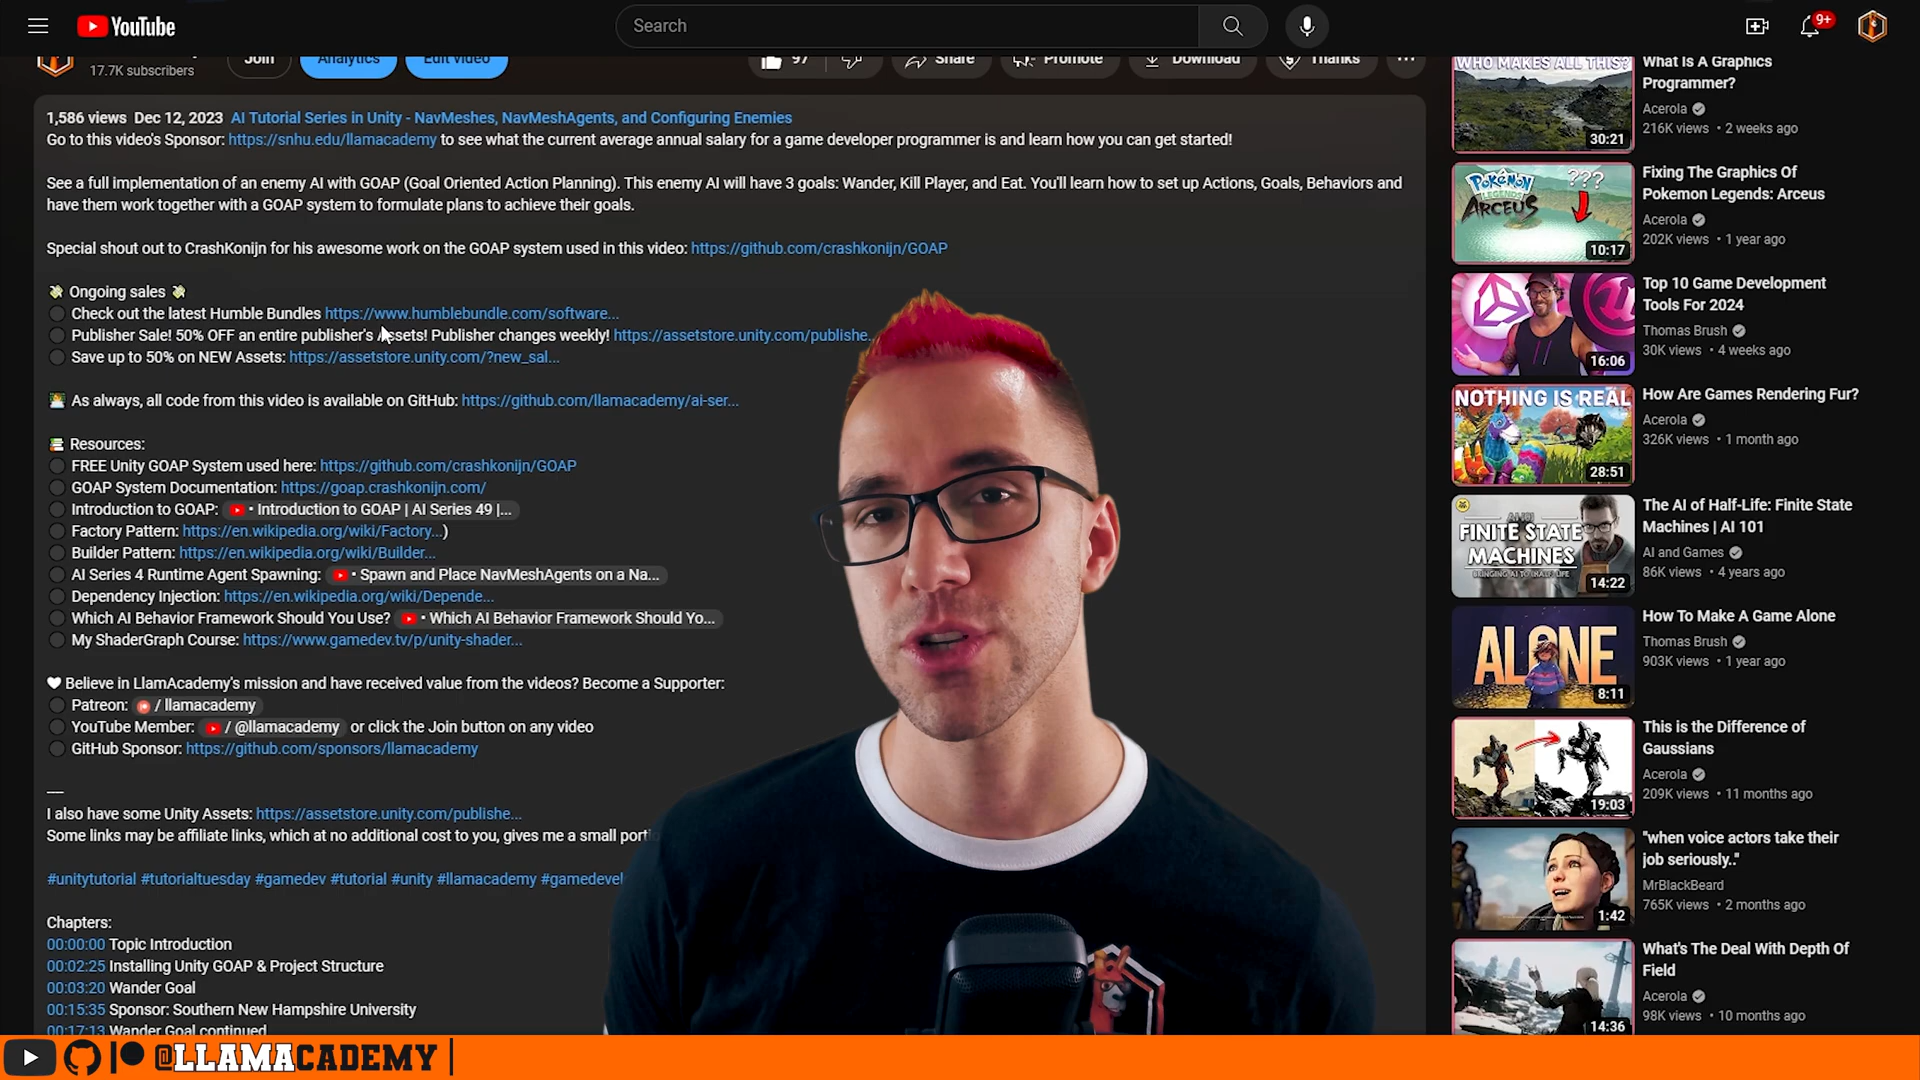 YouTube
Search
9+
Join
Analytics
Edit video
97
Share
Promote
Download
Thanks
17.7K subscribers
1,586 views Dec 12, 2023 AI Tutorial Series in Unity - NavMeshes, NavMeshAgents, and Configuring Enemies
Go to this video's Sponsor: https://snhu.edu/llamacademy to see what the current average annual salary for a game developer programmer is and learn how you can get started!
See a full implementation of an enemy AI with GOAP (Goal Oriented Action Planning). This enemy AI will have 3 goals: Wander, Kill Player, and Eat. You'll learn how to set up Actions, Goals, Behaviors and
have them work together with a GOAP system to formulate plans to achieve their goals.
Special shout out to CrashKonijn for his awesome work on the GOAP system used in this video: https://github.com/crashkonijn/GOAP
Ongoing sales
Check out the latest Humble Bundles https://www.humblebundle.com/software...
Publisher Sale! 50% OFF an entire publisher's Assets! Publisher changes weekly! https://assetstore.unity.com/publishe...
Save up to 50% on NEW Assets: https://assetstore.unity.com/?new_sal...
As always, all code from this video is available on GitHub: https://github.com/llamacademy/ai-ser...
Resources:
FREE Unity GOAP System used here: https://github.com/crashkonijn/GOAP
GOAP System Documentation: https://goap.crashkonijn.com/
Introduction to GOAP: • Introduction to GOAP | AI Series 49 |...
Factory Pattern: https://en.wikipedia.org/wiki/Factory...)
Builder Pattern: https://en.wikipedia.org/wiki/Builder...
AI Series 4 Runtime Agent Spawning: • Spawn and Place NavMeshAgents on a Na...
Dependency Injection: https://en.wikipedia.org/wiki/Depende...
Which AI Behavior Framework Should You Use? • Which AI Behavior Framework Should Yo...
My ShaderGraph Course: https://www.gamedev.tv/p/unity-shader...
Believe in LlamAcademy's mission and have received value from the videos? Become a Supporter:
Patreon: / llamacademy
YouTube Member: / @llamacademy or click the Join button on any video
GitHub Sponsor: https://github.com/sponsors/llamacademy
__
I also have some Unity Assets: https://assetstore.unity.com/publishe...
Some links may be affiliate links, which at no additional cost to you, gives me a small porti
#unitytutorial #tutorialtuesday #gamedev #tutorial #unity #llamacademy #gamedevel
Chapters:
00:00:00 Topic Introduction
00:02:25 Installing Unity GOAP & Project Structure
00:03:20 Wander Goal
00:15:35 Sponsor: Southern New Hampshire University
00:17:13 Wander Goal continued
WHO MAKES ALL THIS?
30:21
What Is A Graphics
Programmer?
Acerola
216K views • 2 weeks ago
POKÉMON
LEGENDS
ARCEUS
???
10:17
Fixing The Graphics Of
Pokemon Legends: Arceus
Acerola
202K views • 1 year ago
16:06
Top 10 Game Development
Tools For 2024
Thomas Brush
30K views • 4 weeks ago
NOTHING IS REAL
28:51
How Are Games Rendering Fur?
Acerola
326K views • 1 month ago
AI 101
FINITE STATE
MACHINES
BRINGING AI TO HALF-LIFE
14:22
The AI of Half-Life: Finite State
Machines | AI 101
AI and Games
86K views • 4 years ago
ALONE
8:11
How To Make A Game Alone
Thomas Brush
903K views • 1 year ago
19:03
This is the Difference of
Gaussians
Acerola
209K views • 11 months ago
1:42
"when voice actors take their
job seriously.."
MrBlackBeard
765K views • 2 months ago
14:36
What's The Deal With Depth Of
Field
Acerola
98K views • 10 months ago
@LLAMACADEMY